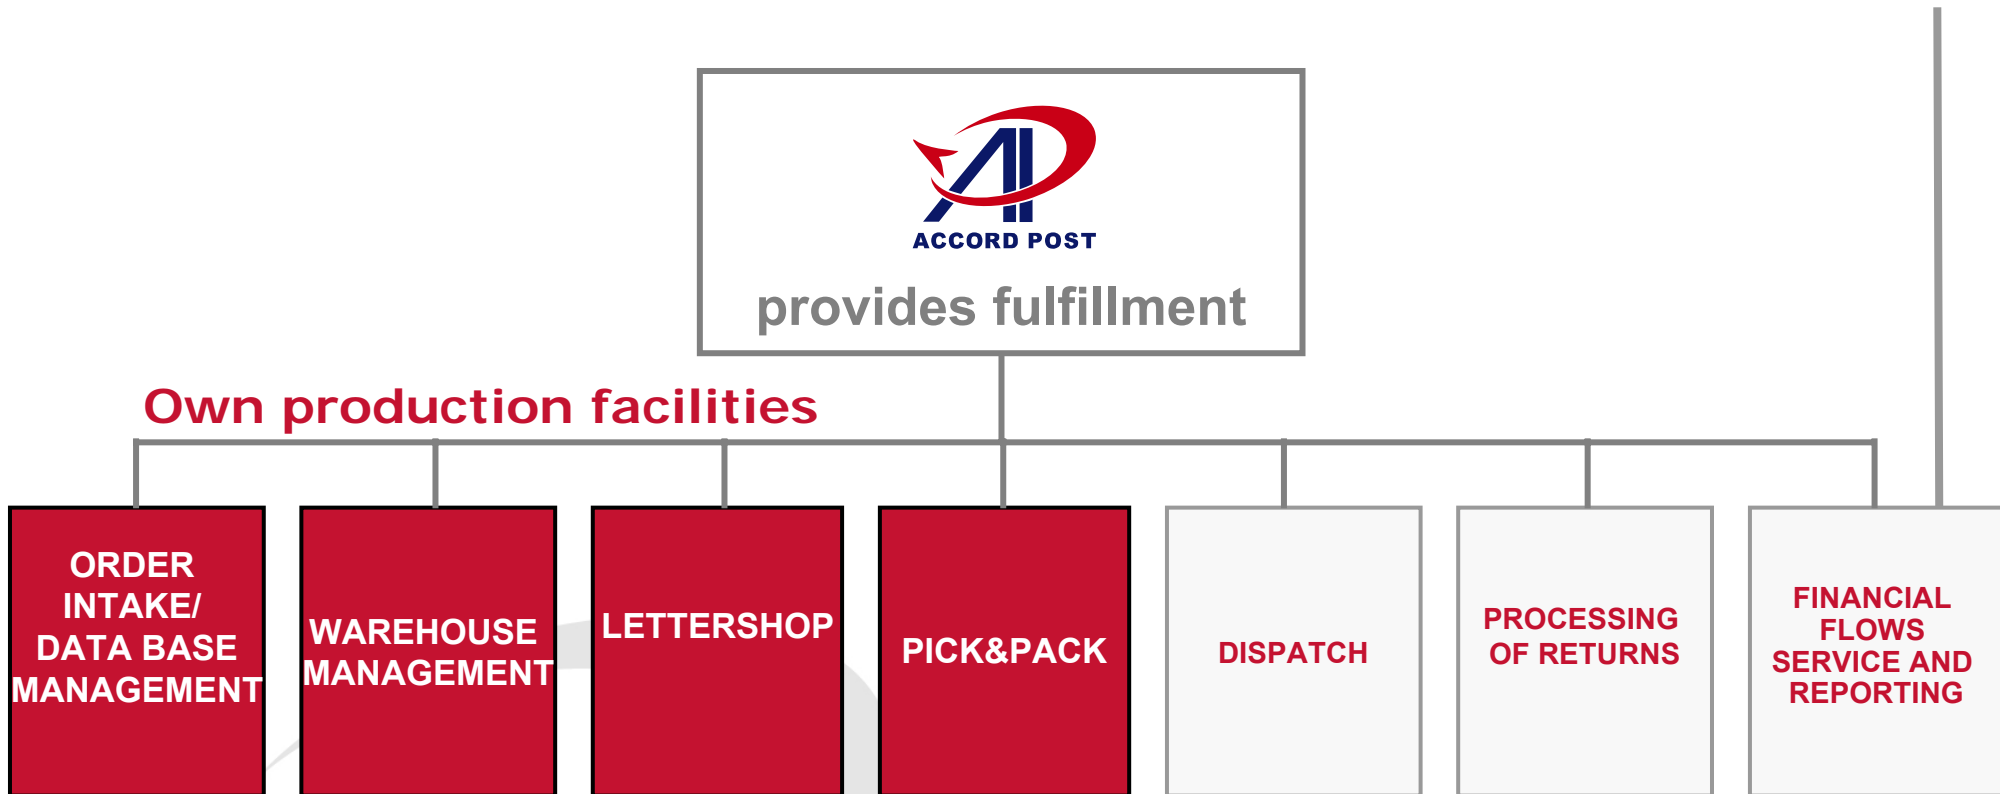 ACCORD POST
provides fulfillment
Own production facilities
ORDER
INTAKE/
DATA BASE
MANAGEMENT
WAREHOUSE
MANAGEMENT
LETTERSHOP
PICK&PACK
DISPATCH
PROCESSING
OF RETURNS
FINANCIAL
FLOWS
SERVICE AND
REPORTING